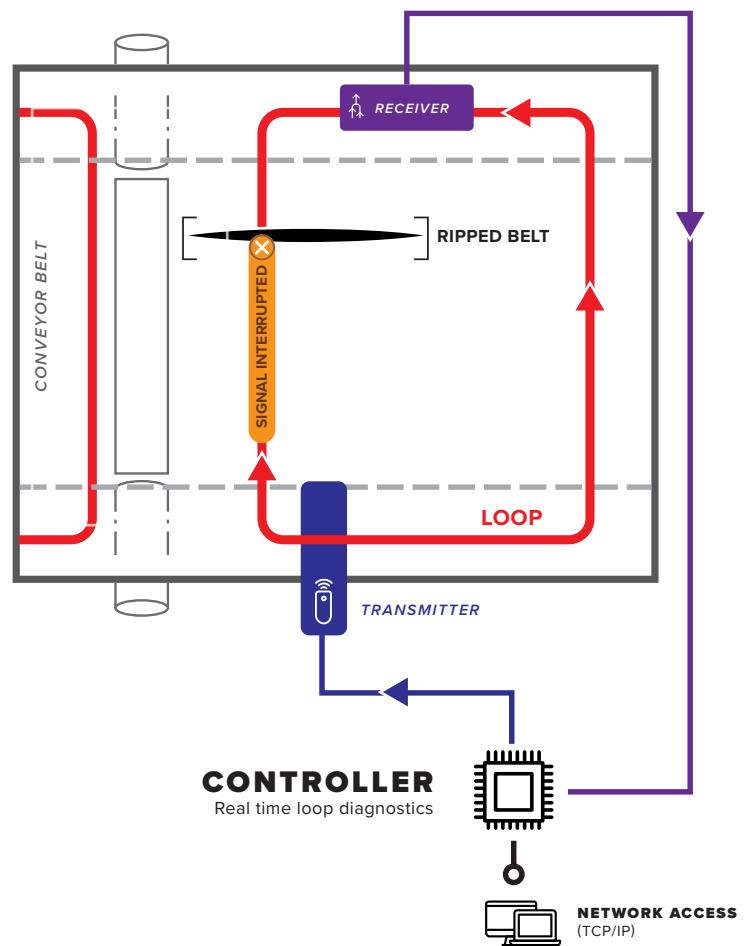 RECEIVER
RIPPED BELT
CONVEYOR BELT
SIGNAL INTERRUPTED
LOOP
TRANSMITTER
CONTROLLER
Real time loop diagnostics
NETWORK ACCESS
(TCP/IP)